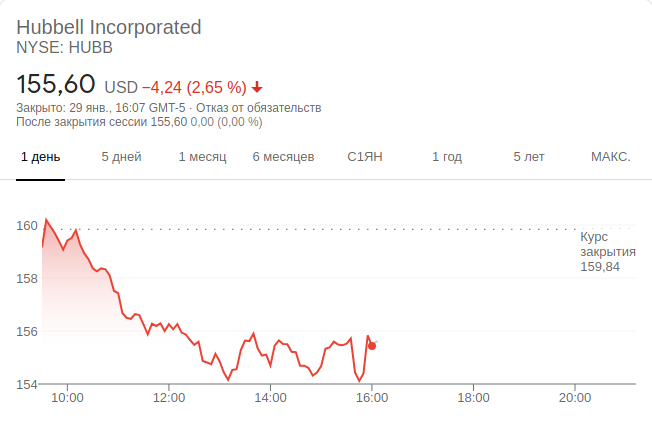 Hubbell Incorporated
NYSE: HUBB
155,60 USD −4,24 (2,65 %)
Закрыто: 29 янв., 16:07 GMT-5 · Отказ от обязательств
После закрытия сессии 155,60 0,00 (0,00 %)
1 день 5 дней 1 месяц 6 месяцев С1ЯН 1 год 5 лет МАКС.
160
Курс
закрытия
159,84
158
156
154
10:00 12:00 14:00 16:00 18:00 20:00